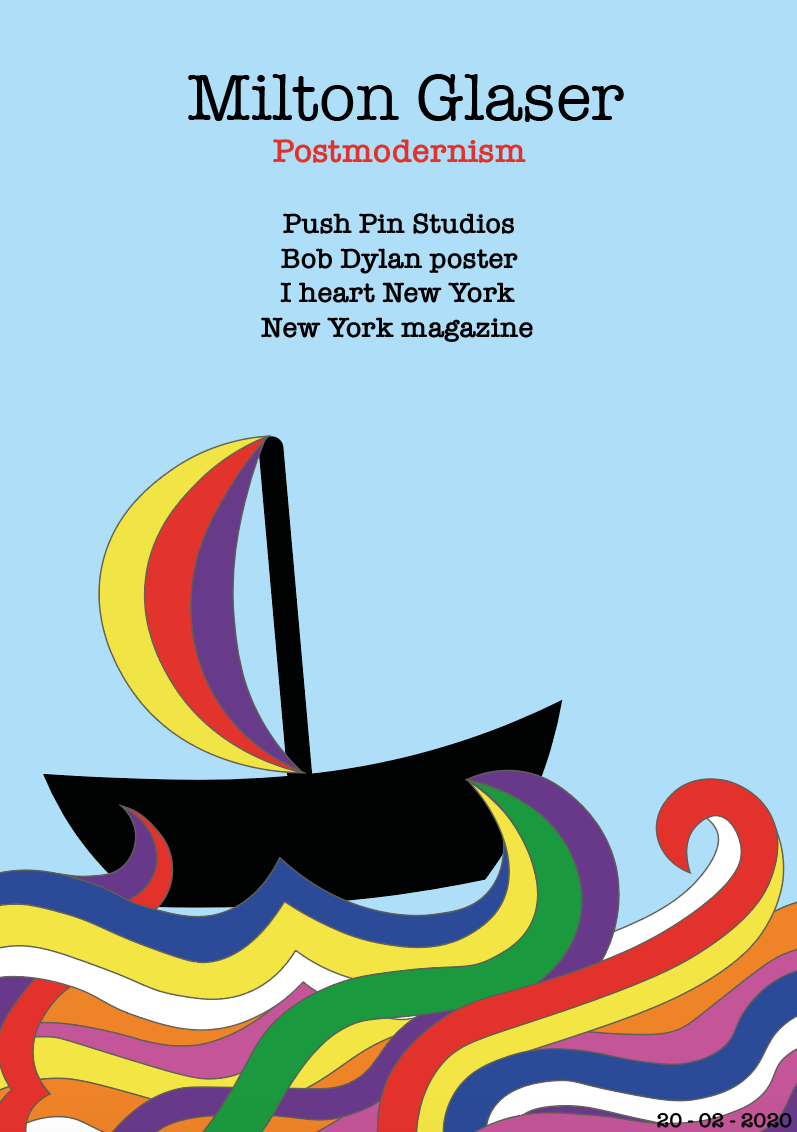 Milton Glaser
Postmodernism
Push Pin Studios
Bob Dylan poster
I heart New York
New York magazine
20 - 02 - 2020